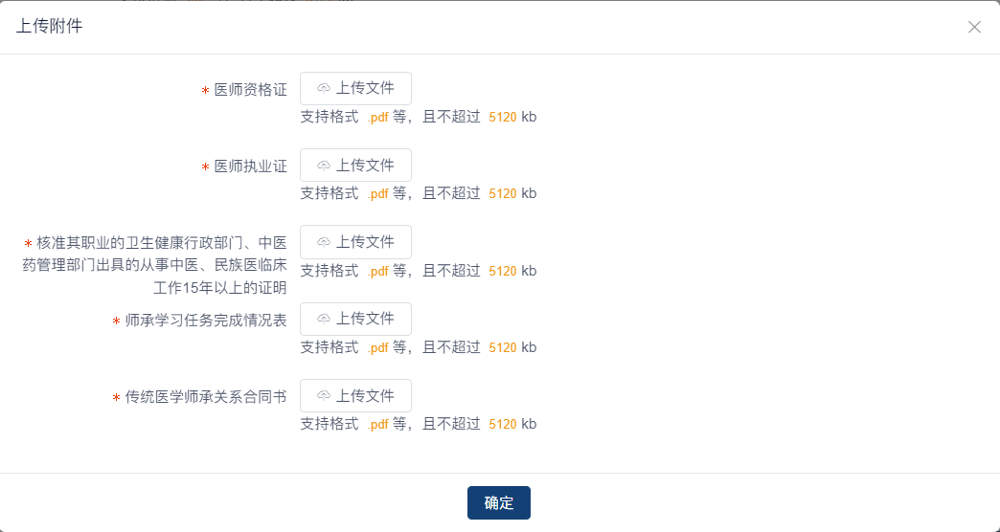 上传附件
* 医师资格证
上传文件
支持格式 .pdf 等，且不超过 5120 kb
* 医师执业证
上传文件
支持格式 .pdf 等，且不超过 5120 kb
* 核准其职业的卫生健康行政部门、中医
药管理部门出具的从事中医、民族医临床
工作15年以上的证明
上传文件
支持格式 .pdf 等，且不超过 5120 kb
* 师承学习任务完成情况表
上传文件
支持格式 .pdf 等，且不超过 5120 kb
* 传统医学师承关系合同书
上传文件
支持格式 .pdf 等，且不超过 5120 kb
确定